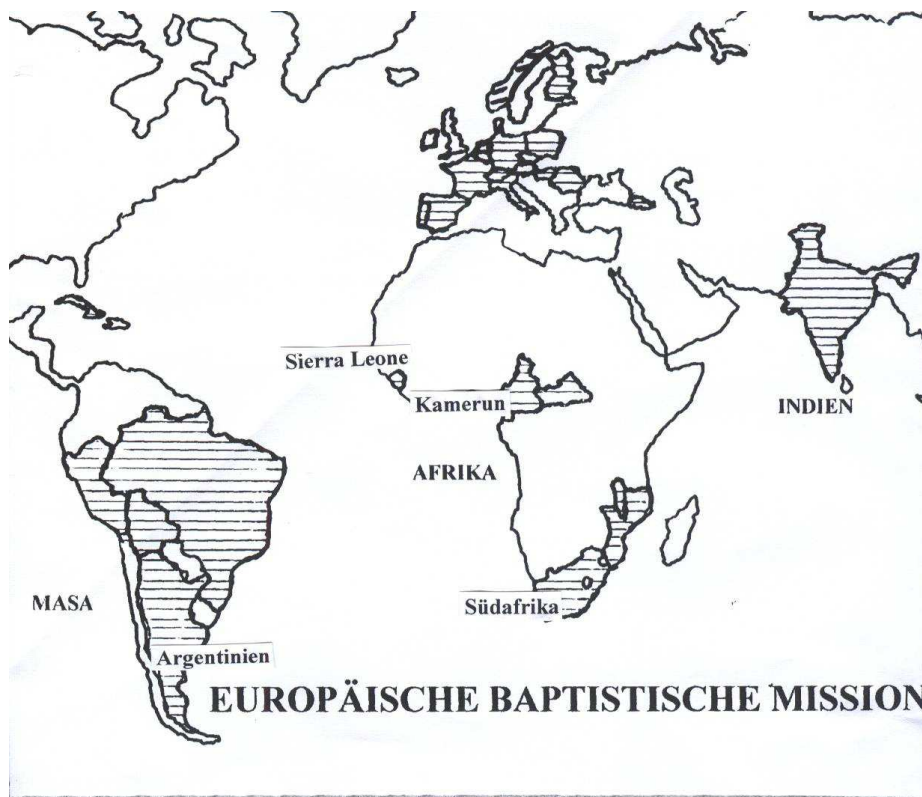 Sierra Leone
Kamerun
INDIEN
AFRIKA
MASA
Südafrika
Argentinien
EUROPÄISCHE BAPTISTISCHE MISSION